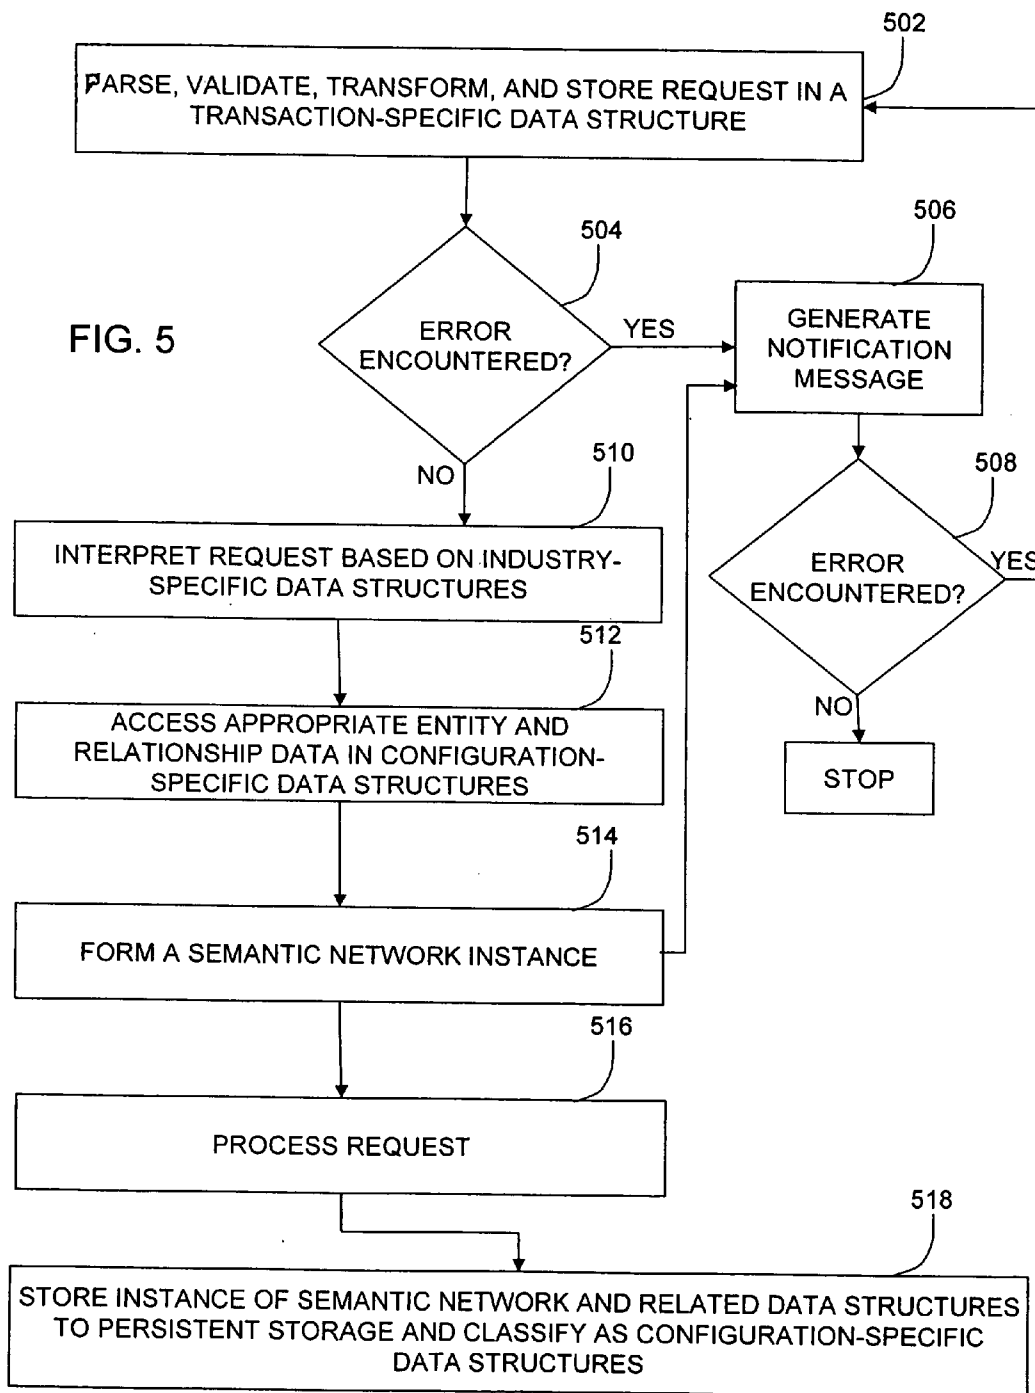 502
PARSE, VALIDATE, TRANSFORM, AND STORE REQUEST IN A
TRANSACTION-SPECIFIC DATA STRUCTURE
504
506
FIG. 5
ERROR
ENCOUNTERED?
YES
GENERATE
NOTIFICATION
MESSAGE
NO
510
508
INTERPRET REQUEST BASED ON INDUSTRY-
SPECIFIC DATA STRUCTURES
ERROR
ENCOUNTERED?
YES
512
ACCESS APPROPRIATE ENTITY AND
RELATIONSHIP DATA IN CONFIGURATION-
SPECIFIC DATA STRUCTURES
NO
STOP
514
FORM A SEMANTIC NETWORK INSTANCE
516
PROCESS REQUEST
518
STORE INSTANCE OF SEMANTIC NETWORK AND RELATED DATA STRUCTURES
TO PERSISTENT STORAGE AND CLASSIFY AS CONFIGURATION-SPECIFIC
DATA STRUCTURES